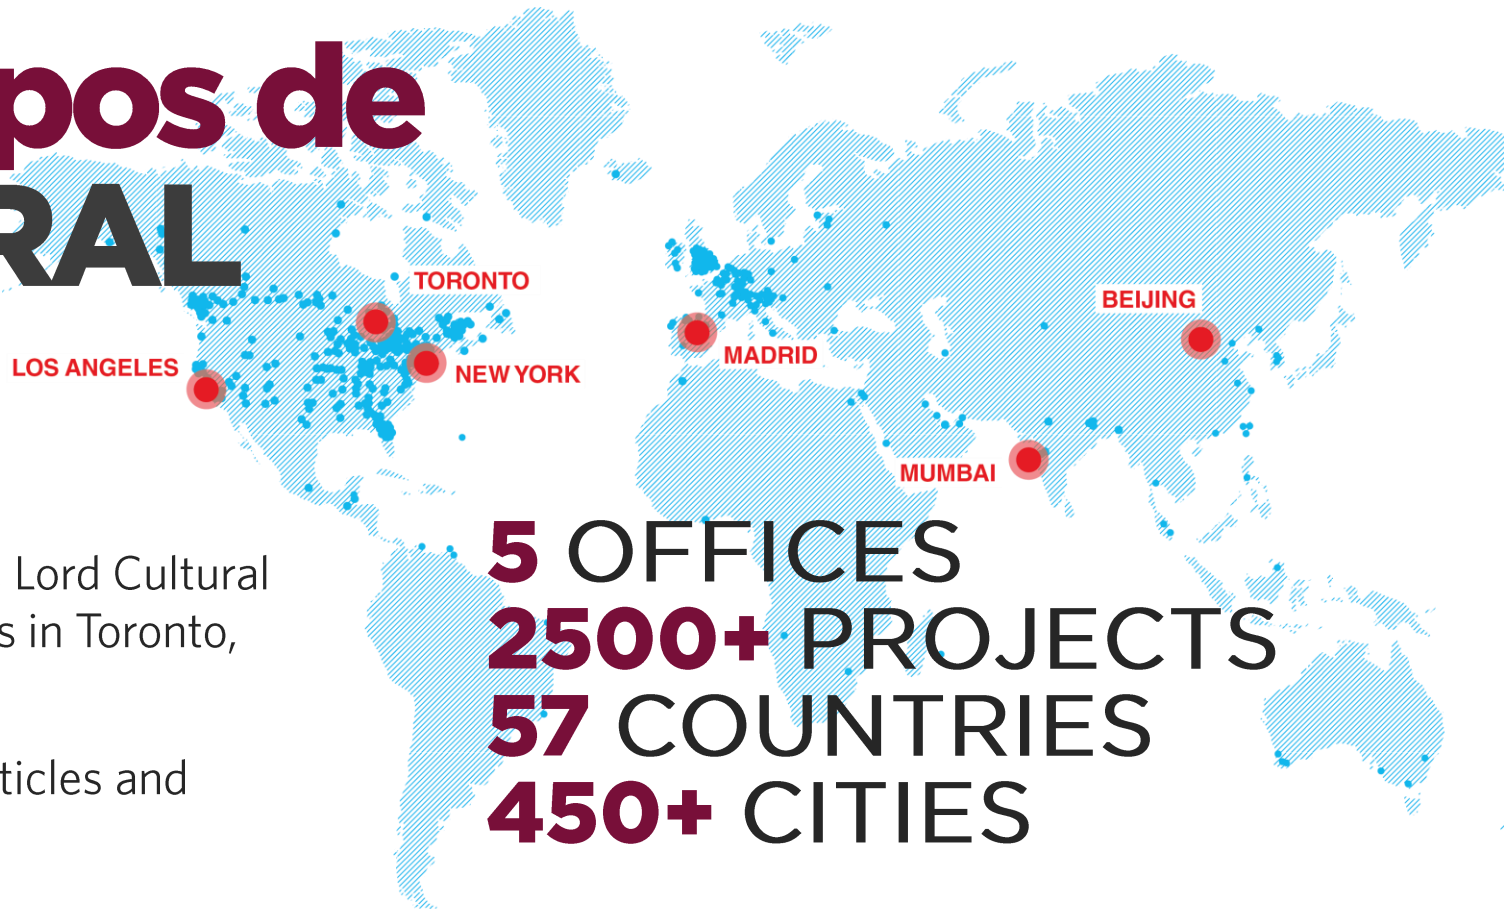 pos de
RAL
TORONTO
BEIJING
LOS ANGELES
NEW YORK
MADRID
MUMBAI
Lord Cultural
s in Toronto,
ticles and
5 OFFICES
2500+ PROJECTS
57 COUNTRIES
450+ CITIES